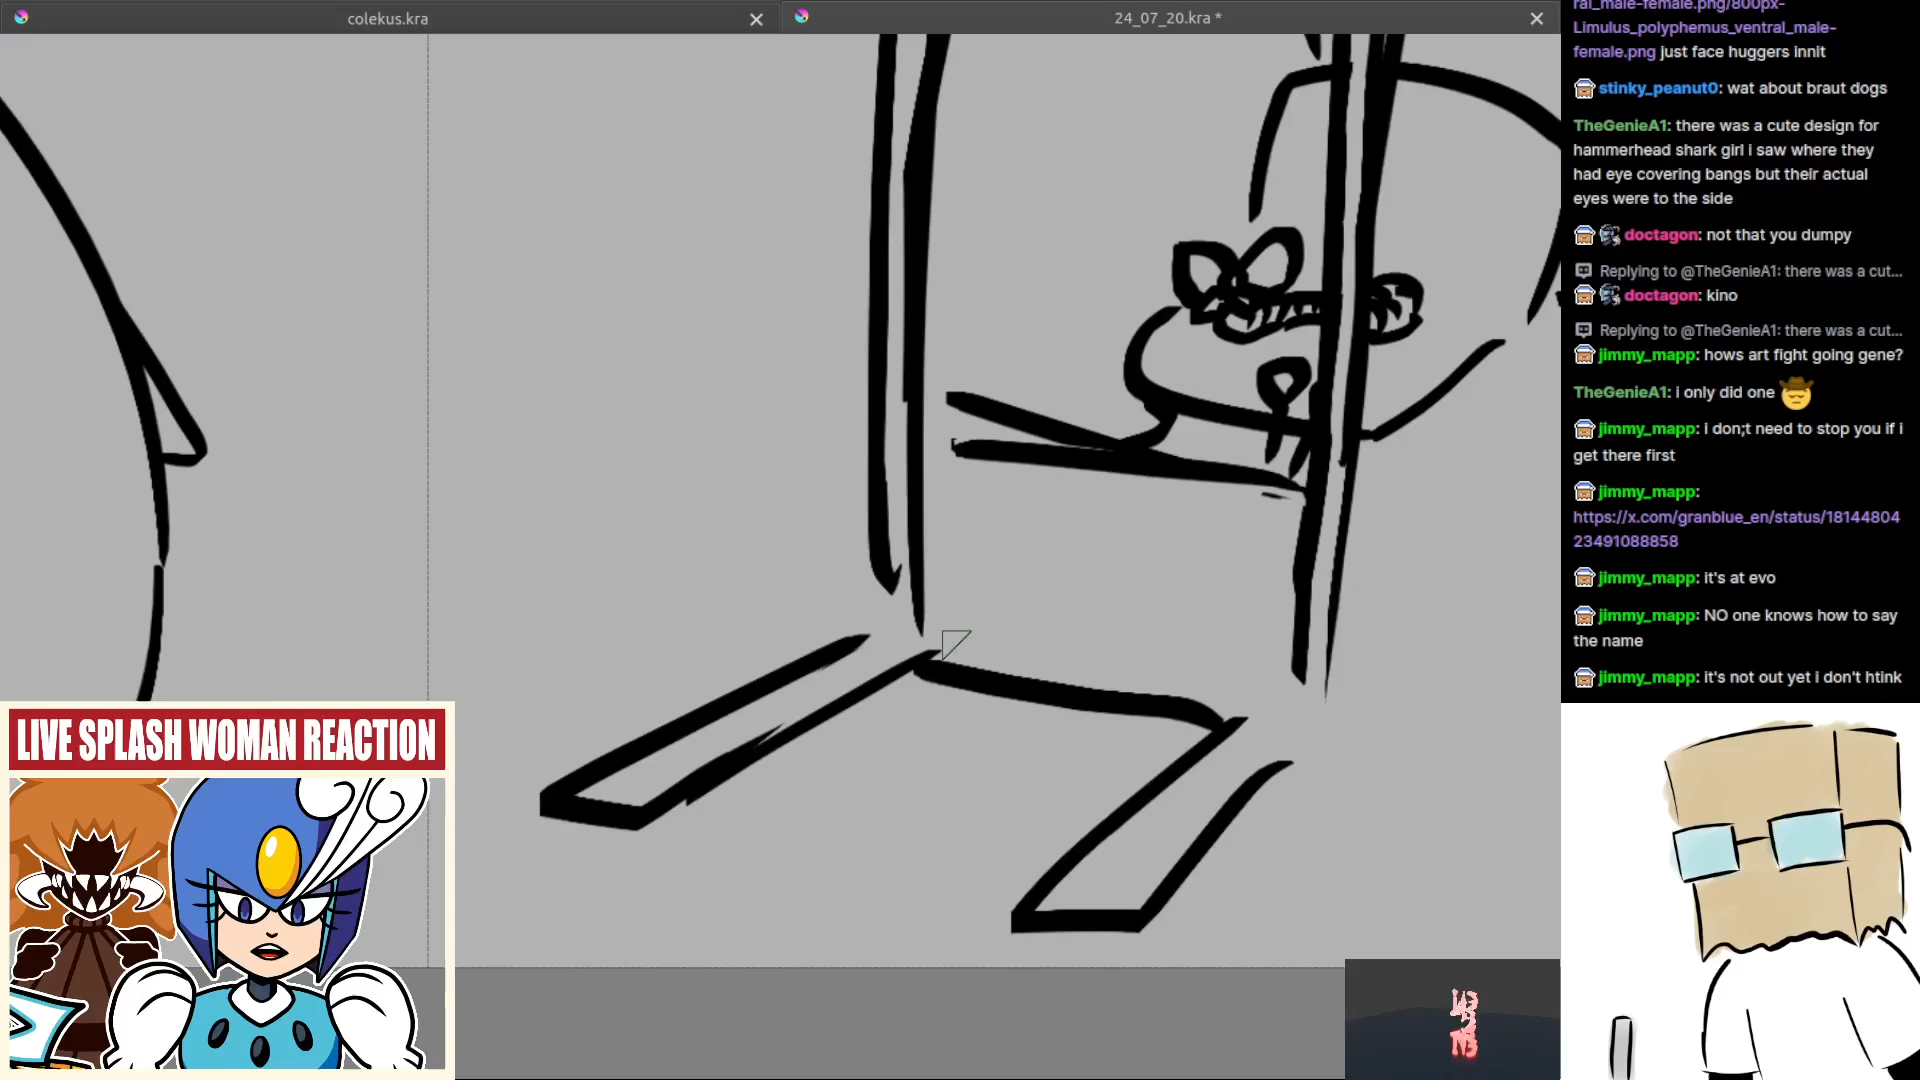 colekus.kra
24_07_20.kra *
ral_male-female.png/800px-
Limulus_polyphemus_ventral_male-
female.png just face huggers innit
stinky_peanut0: wat about braut dogs
TheGenieA1: there was a cute design for
hammerhead shark girl i saw where they
had eye covering bangs but their actual
eyes were to the side
doctagon: not that you dumpy
Replying to @TheGenieA1: there was a cut...
doctagon: kino
Replying to @TheGenieA1: there was a cut...
jimmy_mapp: hows art fight going gene?
TheGenieA1: i only did one
jimmy_mapp: i don;t need to stop you if i
get there first
jimmy_mapp:
https://x.com/granblue_en/status/18144804
23491088858
jimmy_mapp: it's at evo
jimmy_mapp: NO one knows how to say
the name
jimmy_mapp: it's not out yet i don't htink
LIVE SPLASH WOMAN REACTION